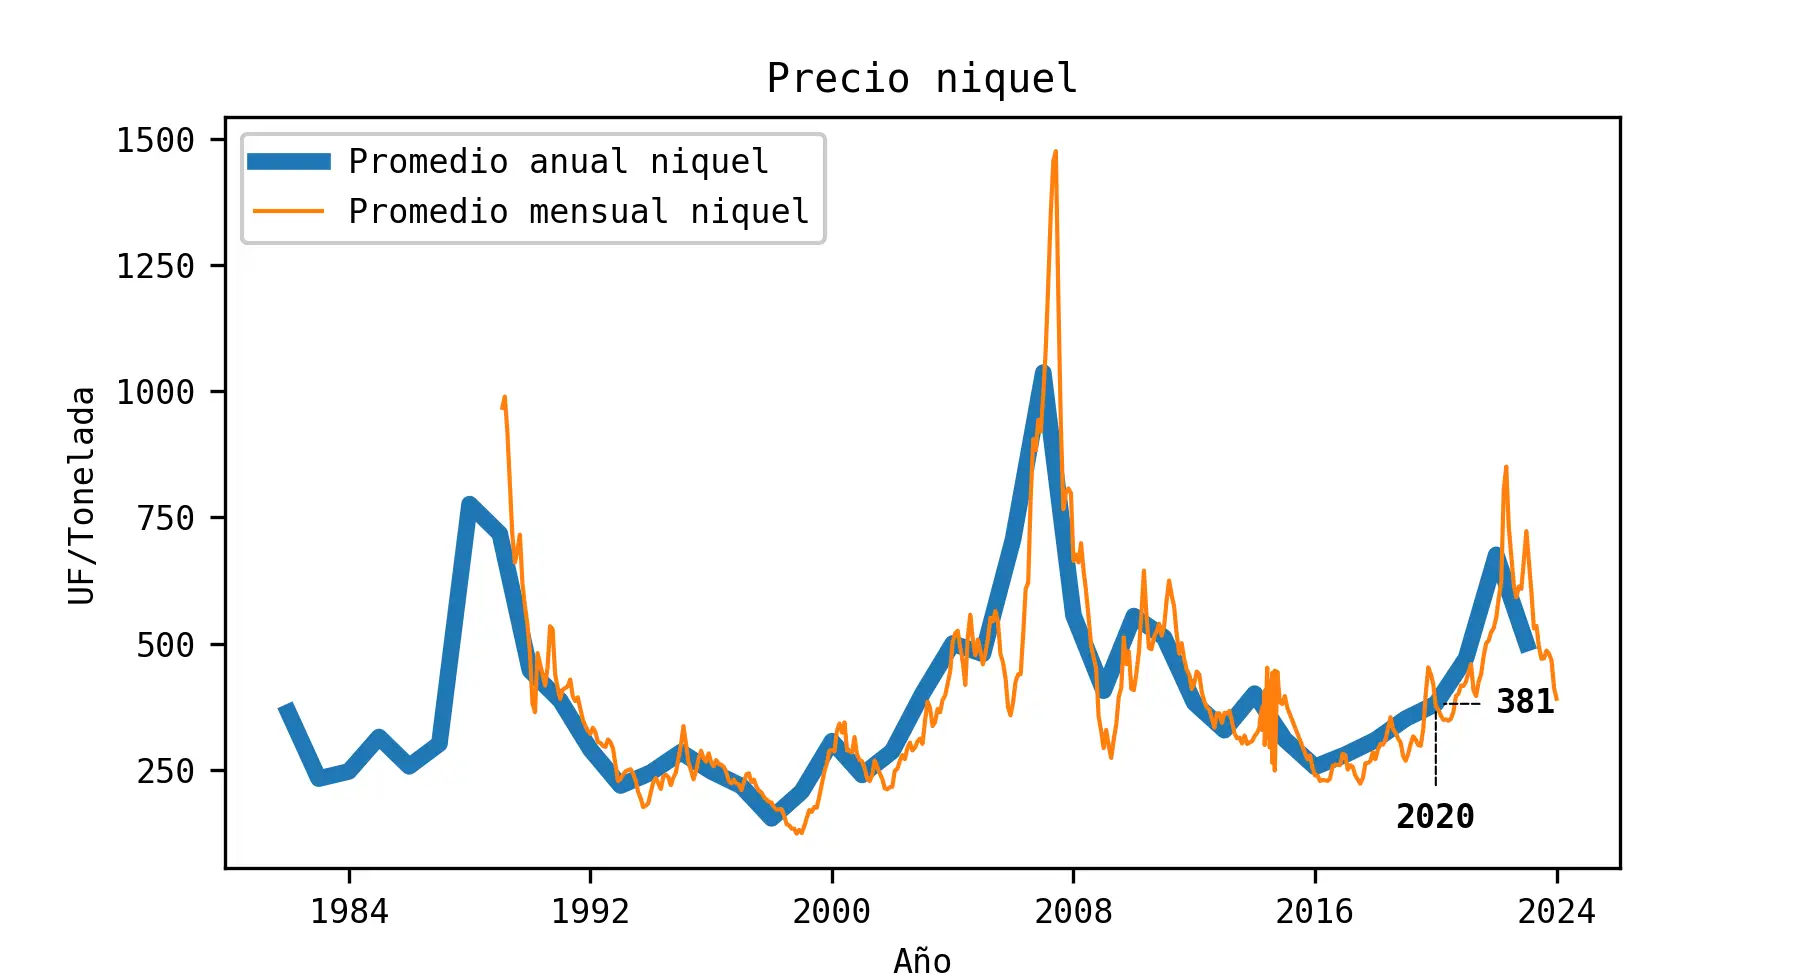 Precio niquel
Promedio anual niquel
Promedio mensual niquel
UF/Tonelada
1500
1250
1000
750
500
250
381
2020
1984 1992 2000 2008 2016 2024
Año